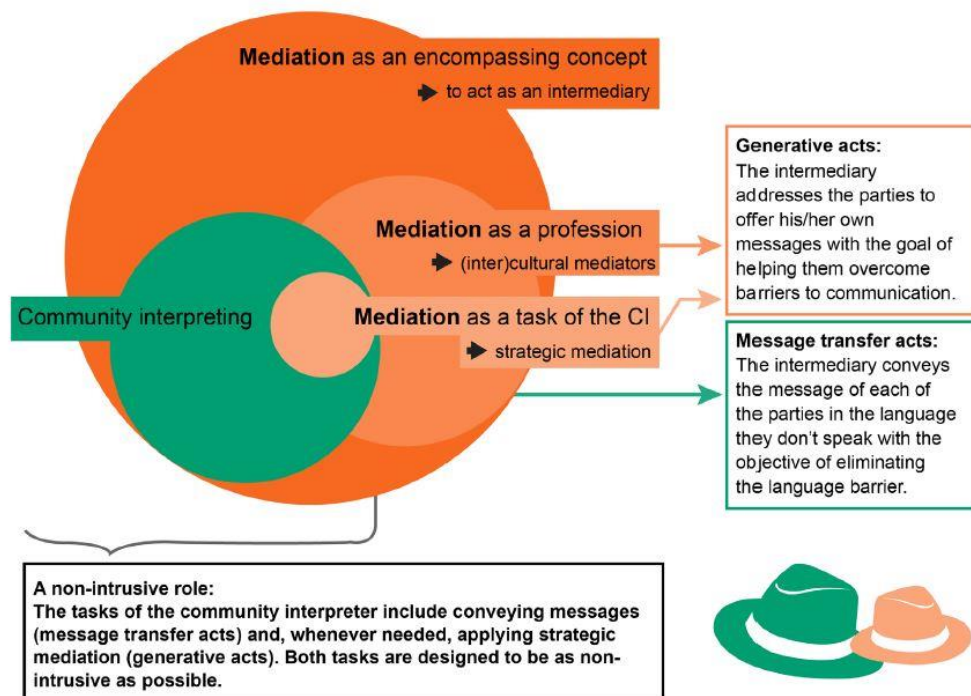 Mediation as an encompassing concept
to act as an intermediary
Generative acts:
The intermediary
addresses the parties to
offer his/her own
messages with the goal of
helping them overcome
barriers to communication.
Mediation as a profession
(inter)cultural mediators
Community interpreting
Mediation as a task of the CI
strategic mediation
Message transfer acts:
The intermediary conveys
the message of each of
the parties in the language
they don't speak with the
objective of eliminating
the language barrier.
A non-intrusive role:
The tasks of the community interpreter include conveying messages
(message transfer acts) and, whenever needed, applying strategic
mediation (generative acts). Both tasks are designed to be as non-
intrusive as possible.